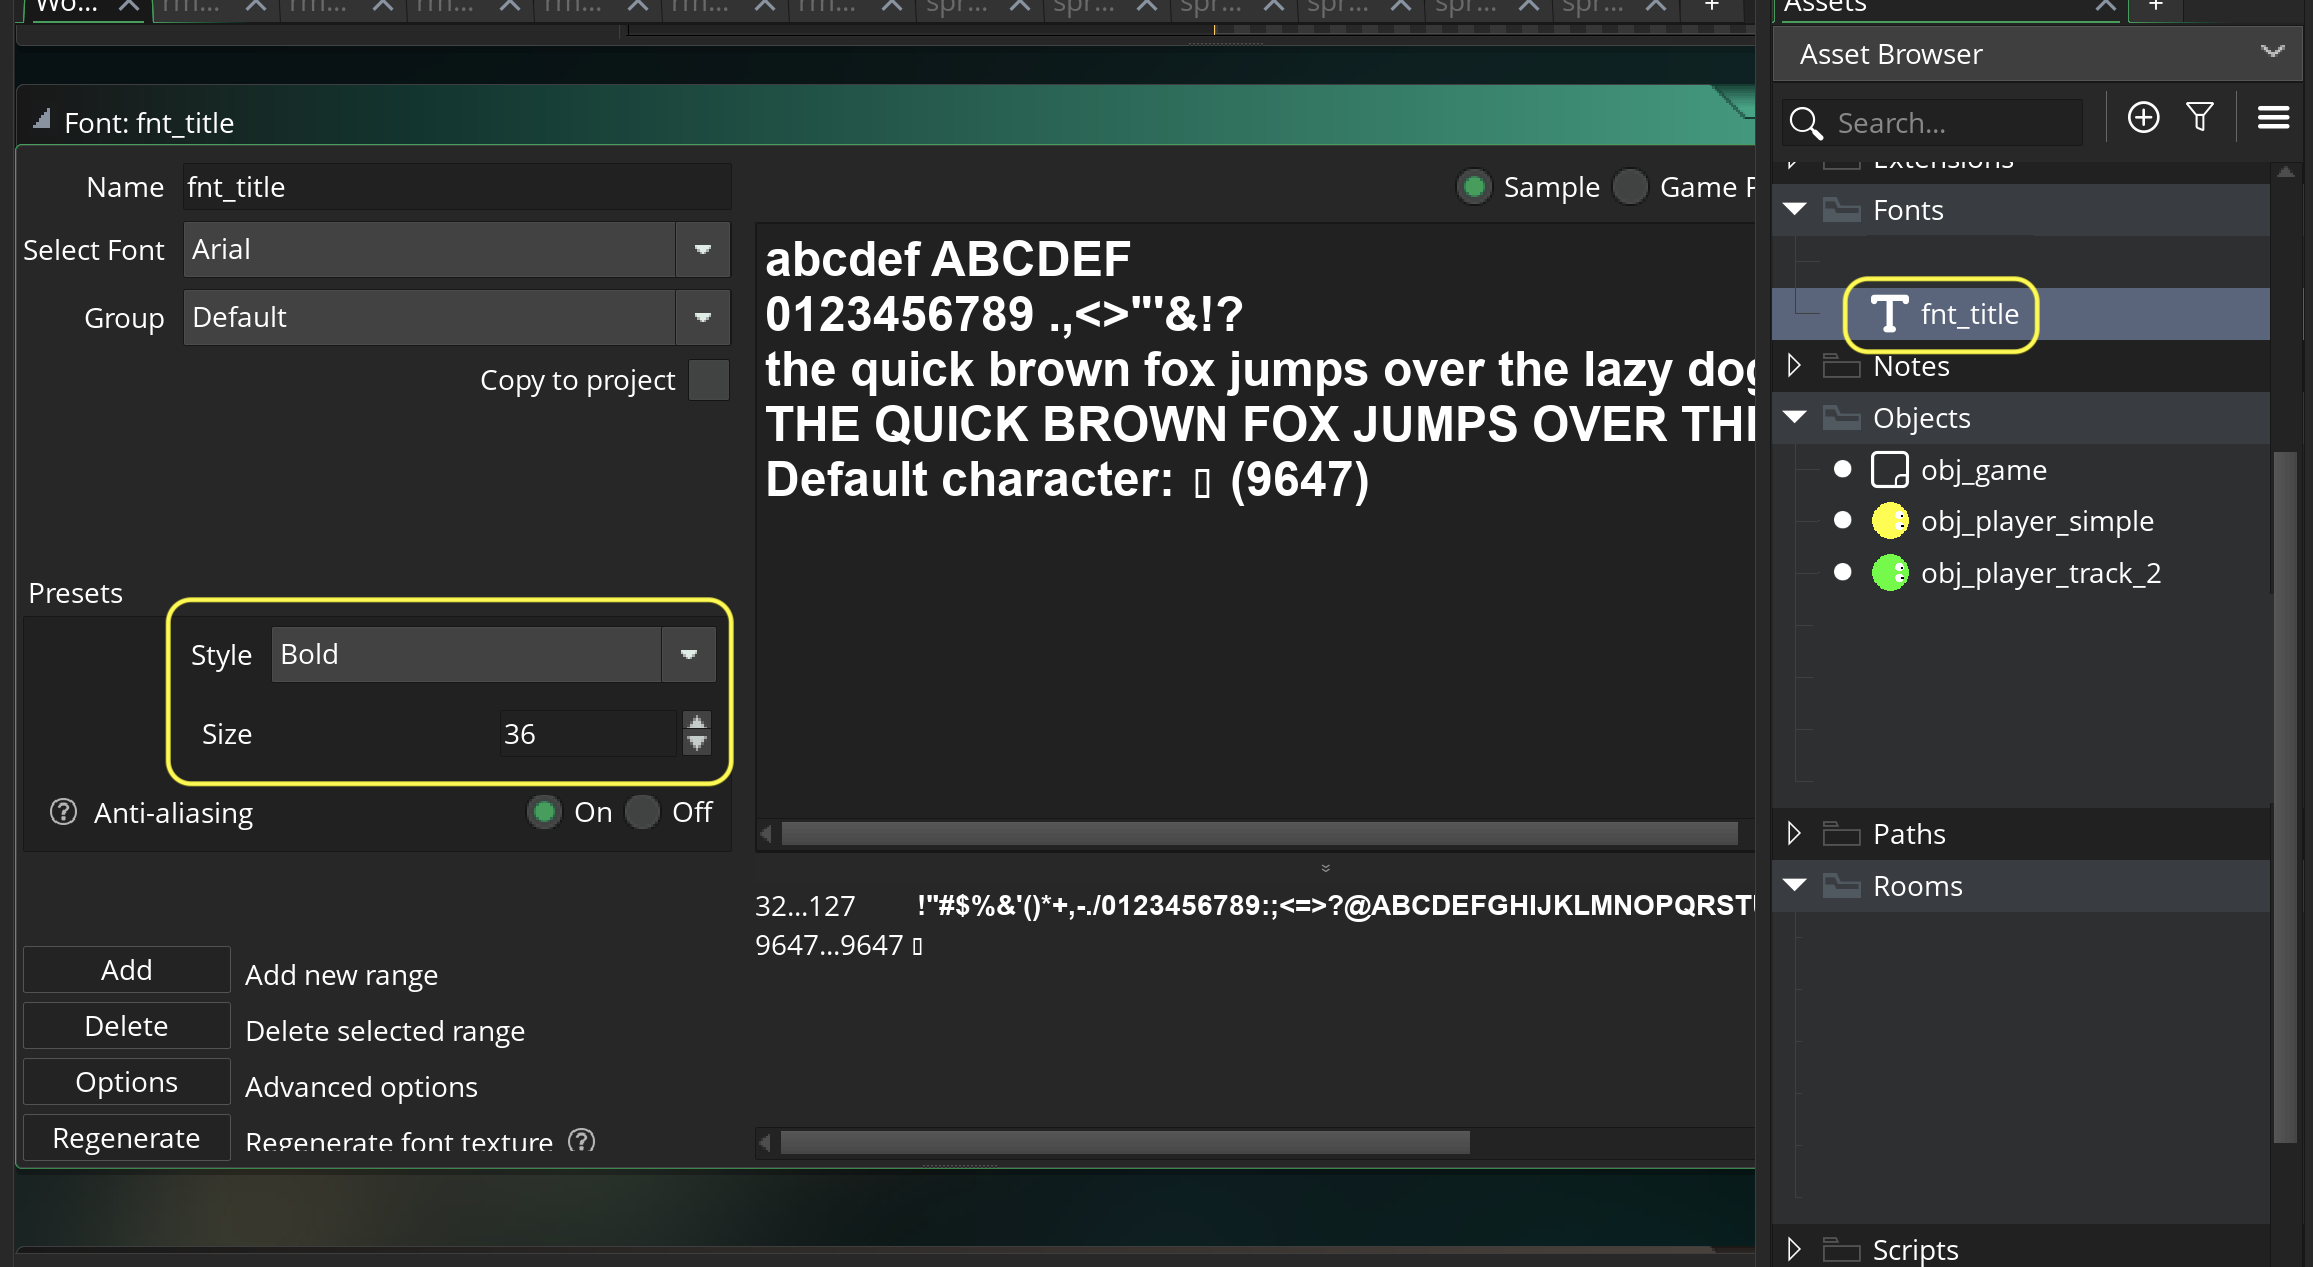 Wo... rm... rm... rm... rm... rm... rm... spr... spr... spr... spr... spr... spr... +
Font: fnt_title
Name fnt_title
Select Font Arial
Group Default
Copy to project
Presets
Style Bold
Size 36
Anti-aliasing On Off
Add Add new range
Delete Delete selected range
Options Advanced options
Regenerate Regenerate font texture
Sample Game
abcdef ABCDEF
0123456789 .,<>"'&!?
the quick brown fox jumps over the lazy dog
THE QUICK BROWN FOX JUMPS OVER THE
Default character: ▯ (9647)
32...127 !"#$%&'()*+,-./0123456789:;<=>?@ABCDEFGHIJKLMNOPQRSTU
9647...9647 ▯
Assets +
Asset Browser
Search...
Extensions
Fonts
fnt_title
Notes
Objects
obj_game
obj_player_simple
obj_player_track_2
Paths
Rooms
Scripts